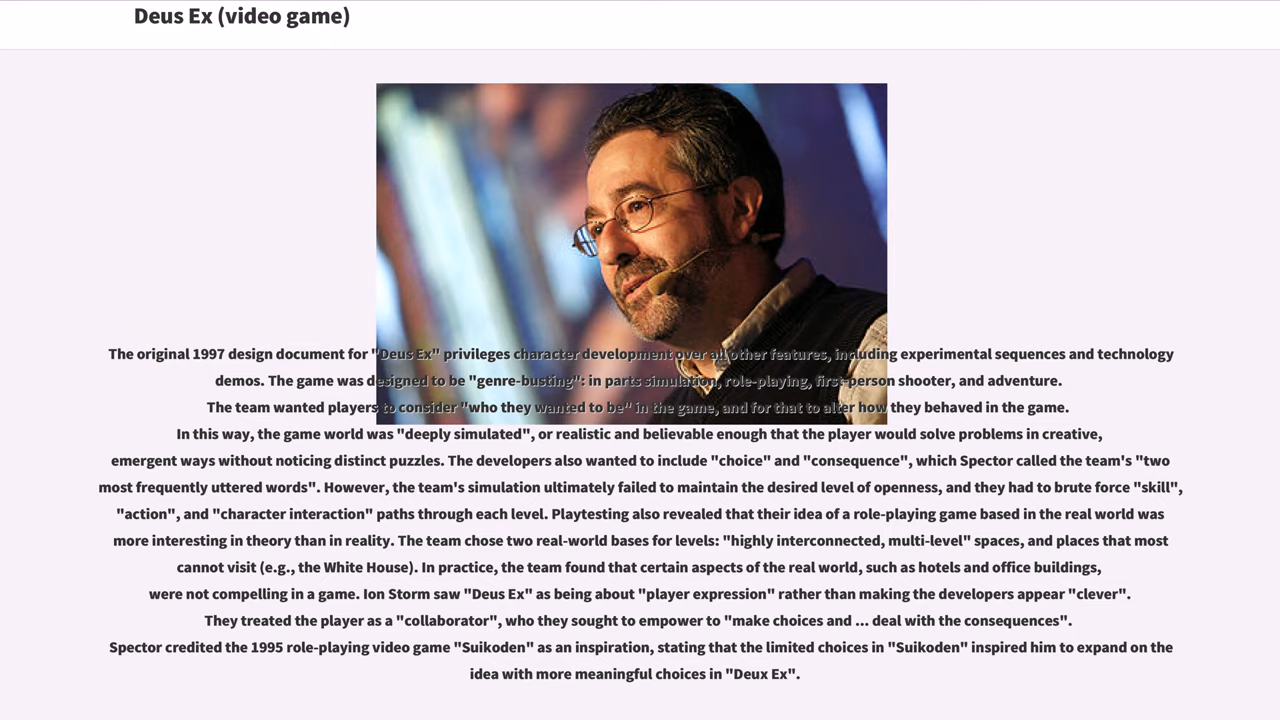 Deus Ex (video game)
The original 1997 design document for "Deus Ex" privileges character development over all other features, including experimental sequences and technology
demos. The game was designed to be "genre-busting": in parts simulation, role-playing, first-person shooter, and adventure.
The team wanted players to consider "who they wanted to be" in the game, and for that to alter how they behaved in the game.
In this way, the game world was "deeply simulated", or realistic and believable enough that the player would solve problems in creative,
emergent ways without noticing distinct puzzles. The developers also wanted to include "choice" and "consequence", which Spector called the team's "two
most frequently uttered words". However, the team's simulation ultimately failed to maintain the desired level of openness, and they had to brute force "skill",
"action", and "character interaction" paths through each level. Playtesting also revealed that their idea of a role-playing game based in the real world was
more interesting in theory than in reality. The team chose two real-world bases for levels: "highly interconnected, multi-level" spaces, and places that most
cannot visit (e.g., the White House). In practice, the team found that certain aspects of the real world, such as hotels and office buildings,
were not compelling in a game. Ion Storm saw "Deus Ex" as being about "player expression" rather than making the developers appear "clever".
They treated the player as a "collaborator", who they sought to empower to "make choices and ... deal with the consequences".
Spector credited the 1995 role-playing video game "Suikoden" as an inspiration, stating that the limited choices in "Suikoden" inspired him to expand on the
idea with more meaningful choices in "Deux Ex".